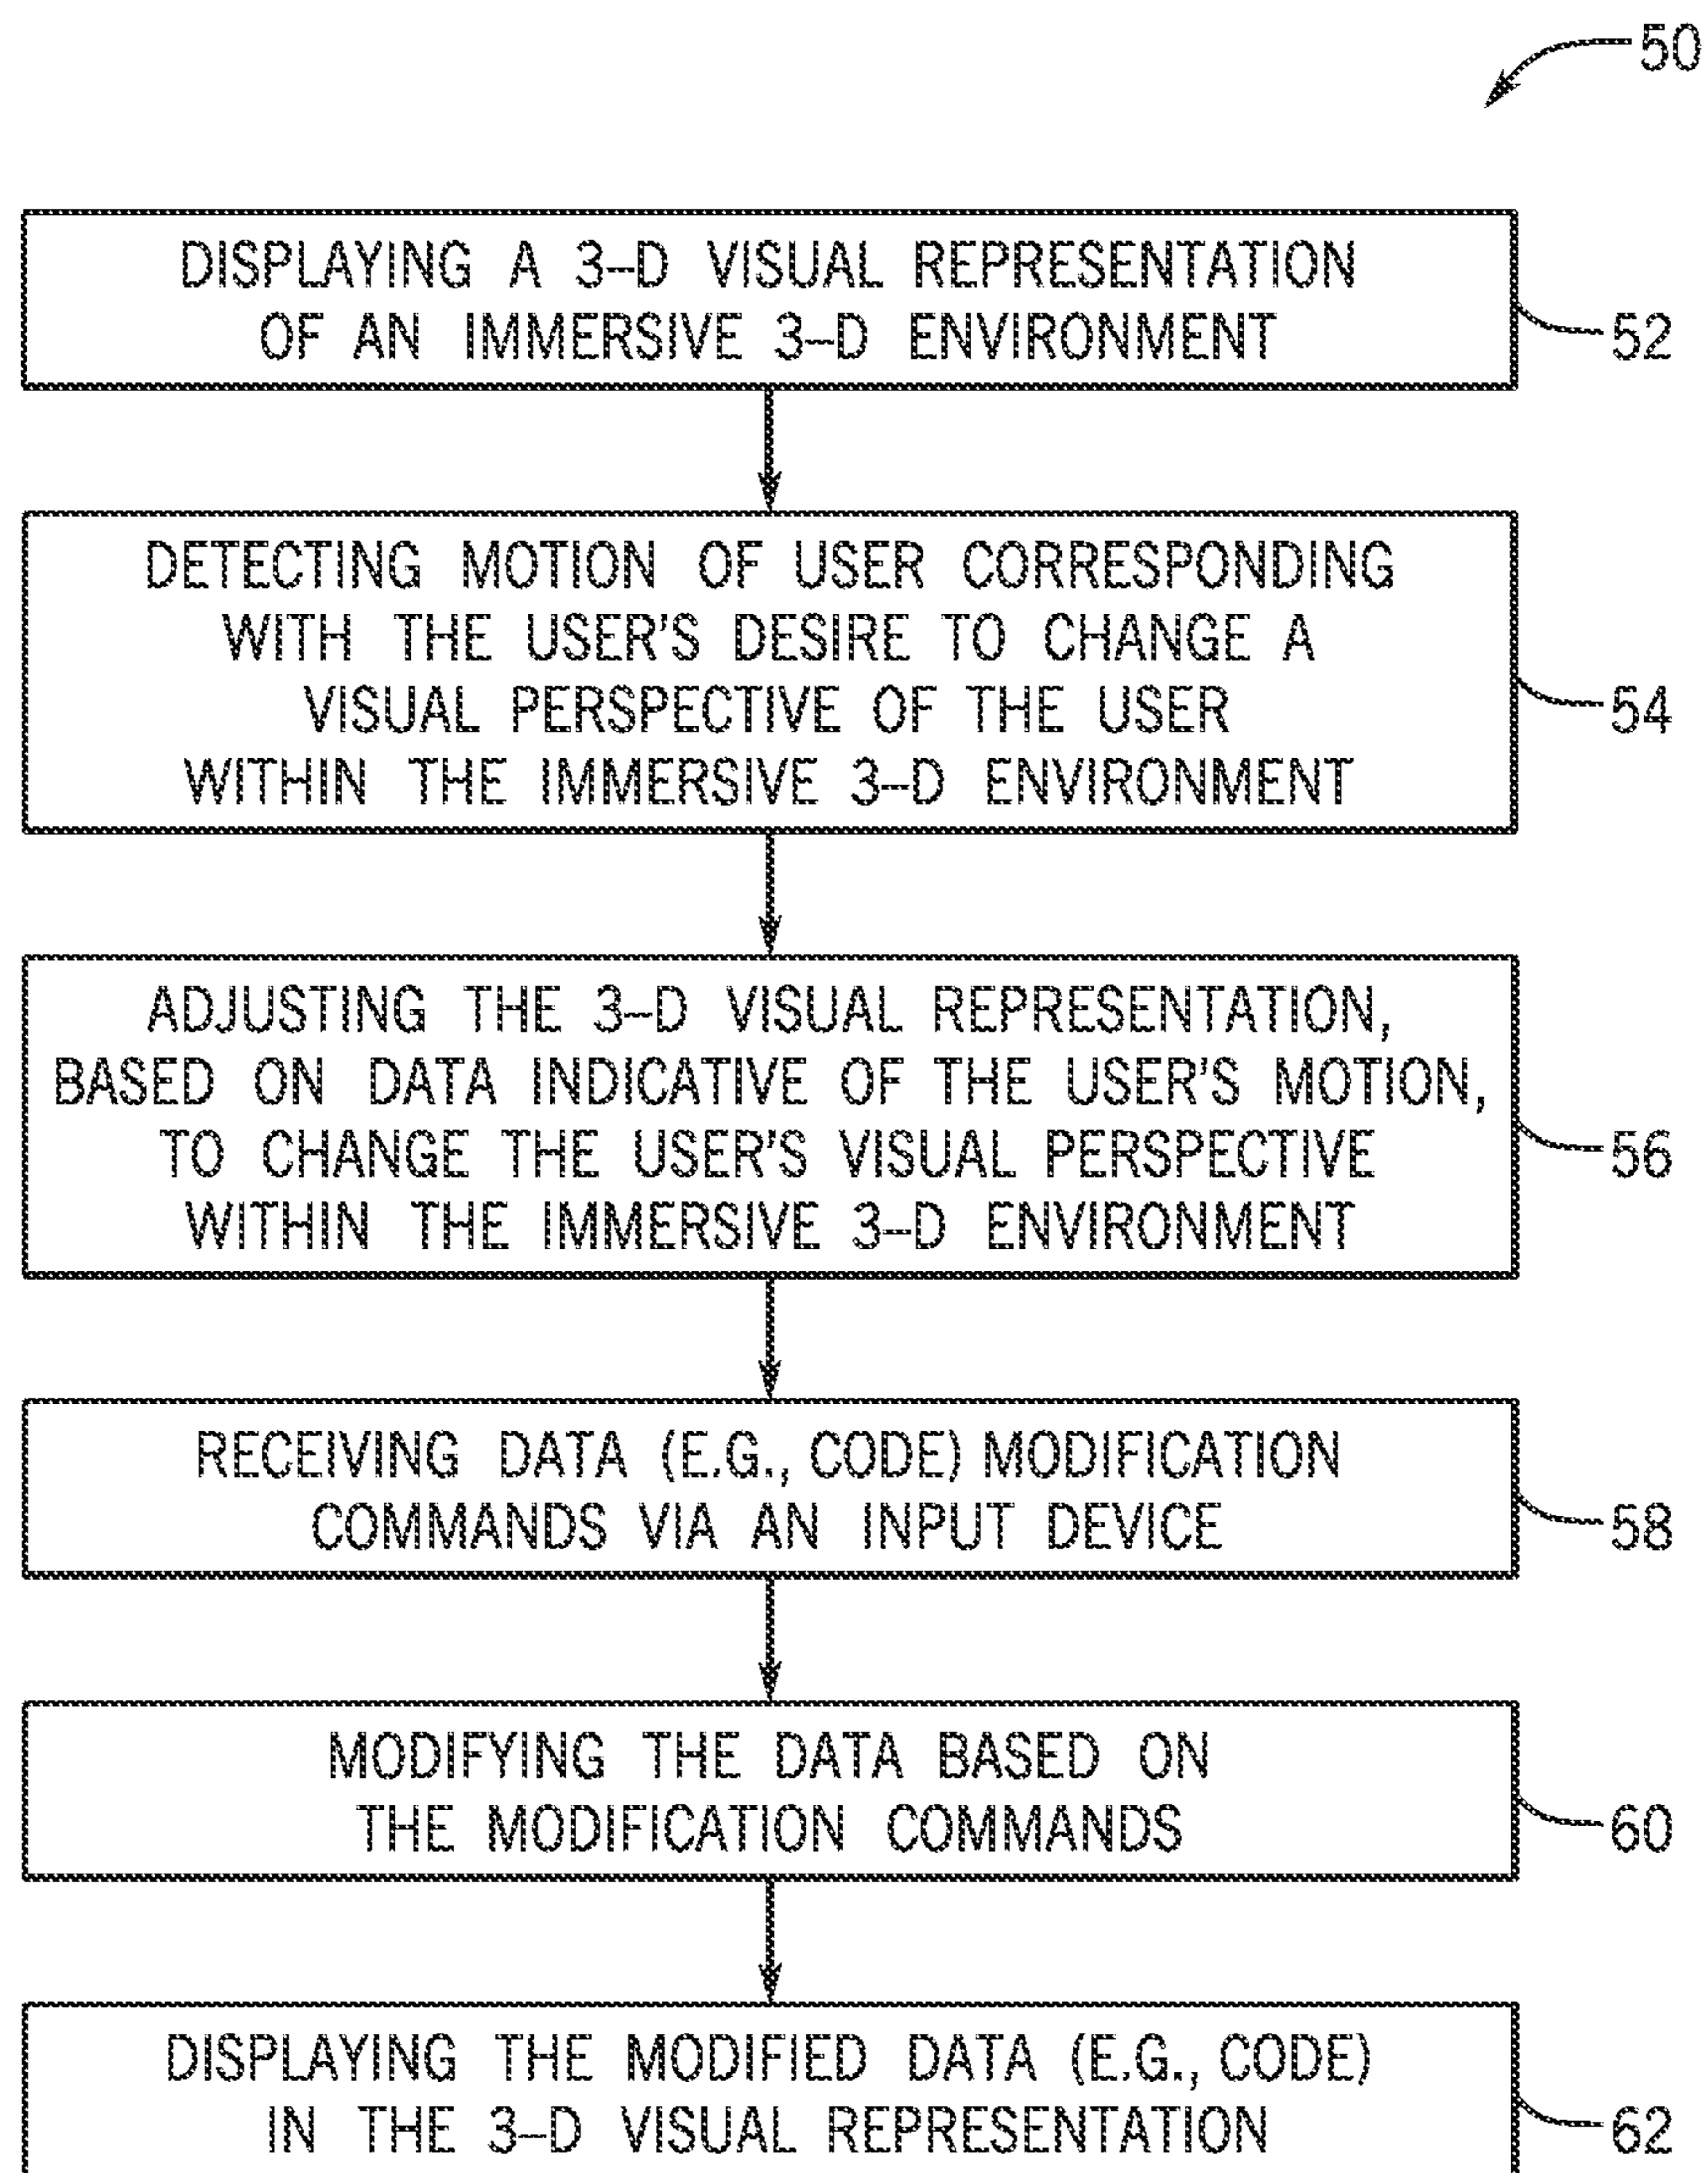 50
DISPLAYING A 3-D VISUAL REPRESENTATION
OF AN IMMERSIVE 3-D ENVIRONMENT
52
DETECTING MOTION OF USER CORRESPONDING
WITH THE USER'S DESIRE TO CHANGE A
VISUAL PERSPECTIVE OF THE USER
WITHIN THE IMMERSIVE 3-D ENVIRONMENT
54
ADJUSTING THE 3-D VISUAL REPRESENTATION,
BASED ON DATA INDICATIVE OF THE USER'S MOTION,
TO CHANGE THE USER'S VISUAL PERSPECTIVE
WITHIN THE IMMERSIVE 3-D ENVIRONMENT
56
RECEIVING DATA (E.G., CODE) MODIFICATION
COMMANDS VIA AN INPUT DEVICE
58
MODIFYING THE DATA BASED ON
THE MODIFICATION COMMANDS
60
DISPLAYING THE MODIFIED DATA (E.G., CODE)
IN THE 3-D VISUAL REPRESENTATION
62